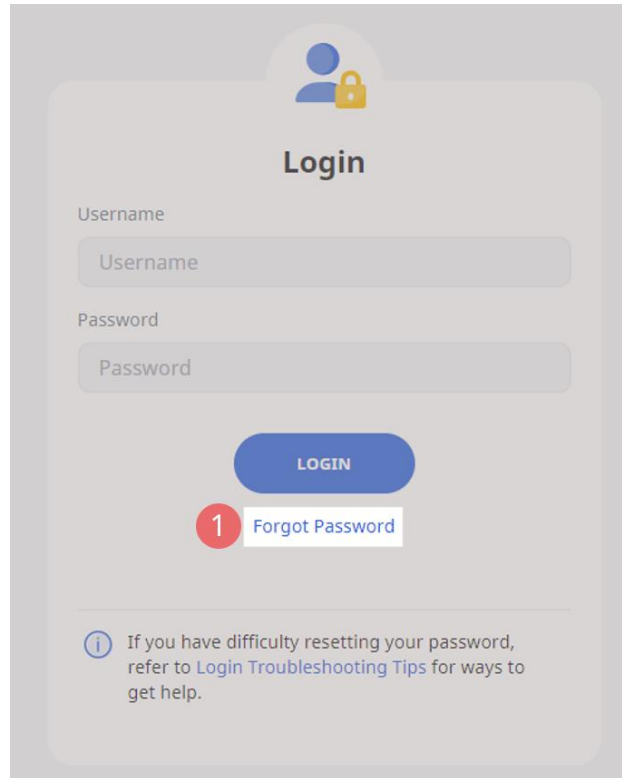 Login
Username
Username
Password
Password
LOGIN
1 Forgot Password
If you have difficulty resetting your password,
refer to Login Troubleshooting Tips for ways to
get help.